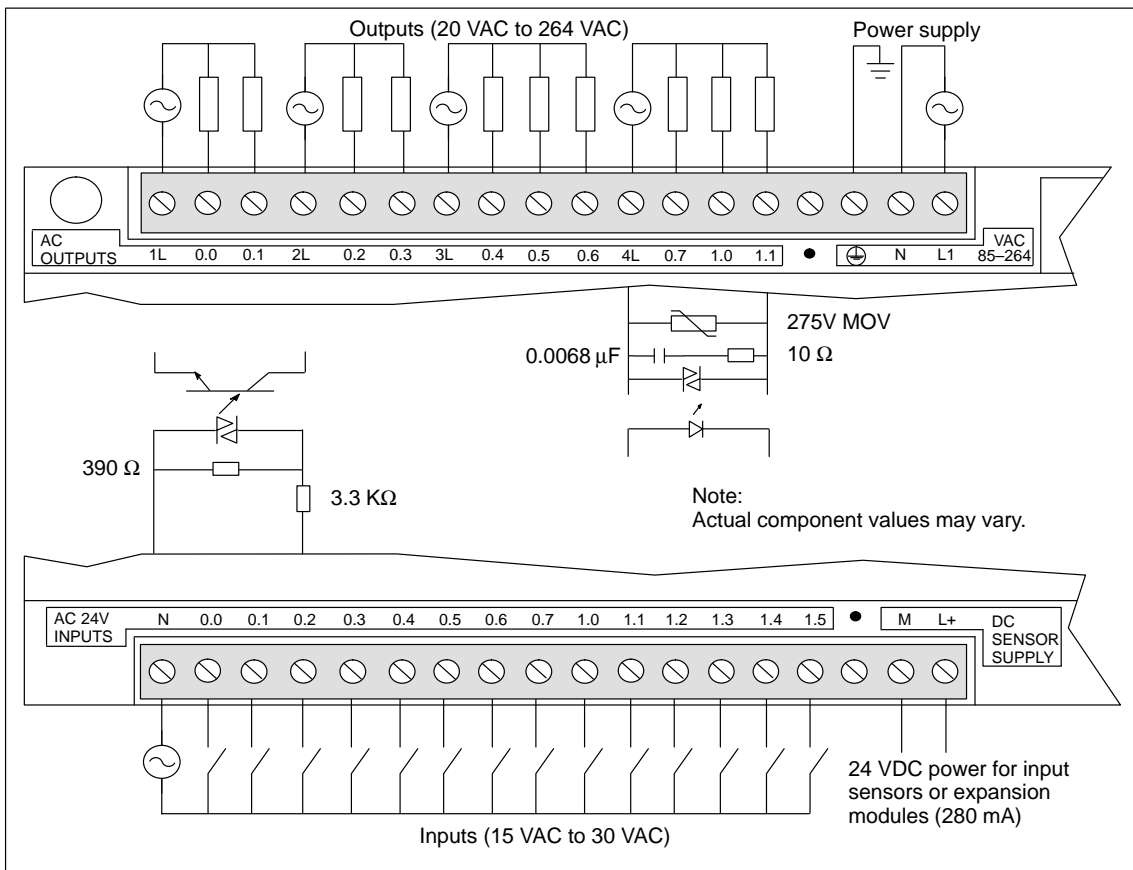 Outputs (20 VAC to 264 VAC)
Power supply
AC
OUTPUTS
1L 0.0 0.1 2L 0.2 0.3 3L 0.4 0.5 0.6 4L 0.7 1.0 1.1 N L1
VAC
85–264
275V MOV
0.0068 µF
10 Ω
390 Ω
3.3 KΩ
Note:
Actual component values may vary.
AC 24V
INPUTS
N 0.0 0.1 0.2 0.3 0.4 0.5 0.6 0.7 1.0 1.1 1.2 1.3 1.4 1.5 M L+
DC
SENSOR
SUPPLY
24 VDC power for input
sensors or expansion
modules (280 mA)
Inputs (15 VAC to 30 VAC)